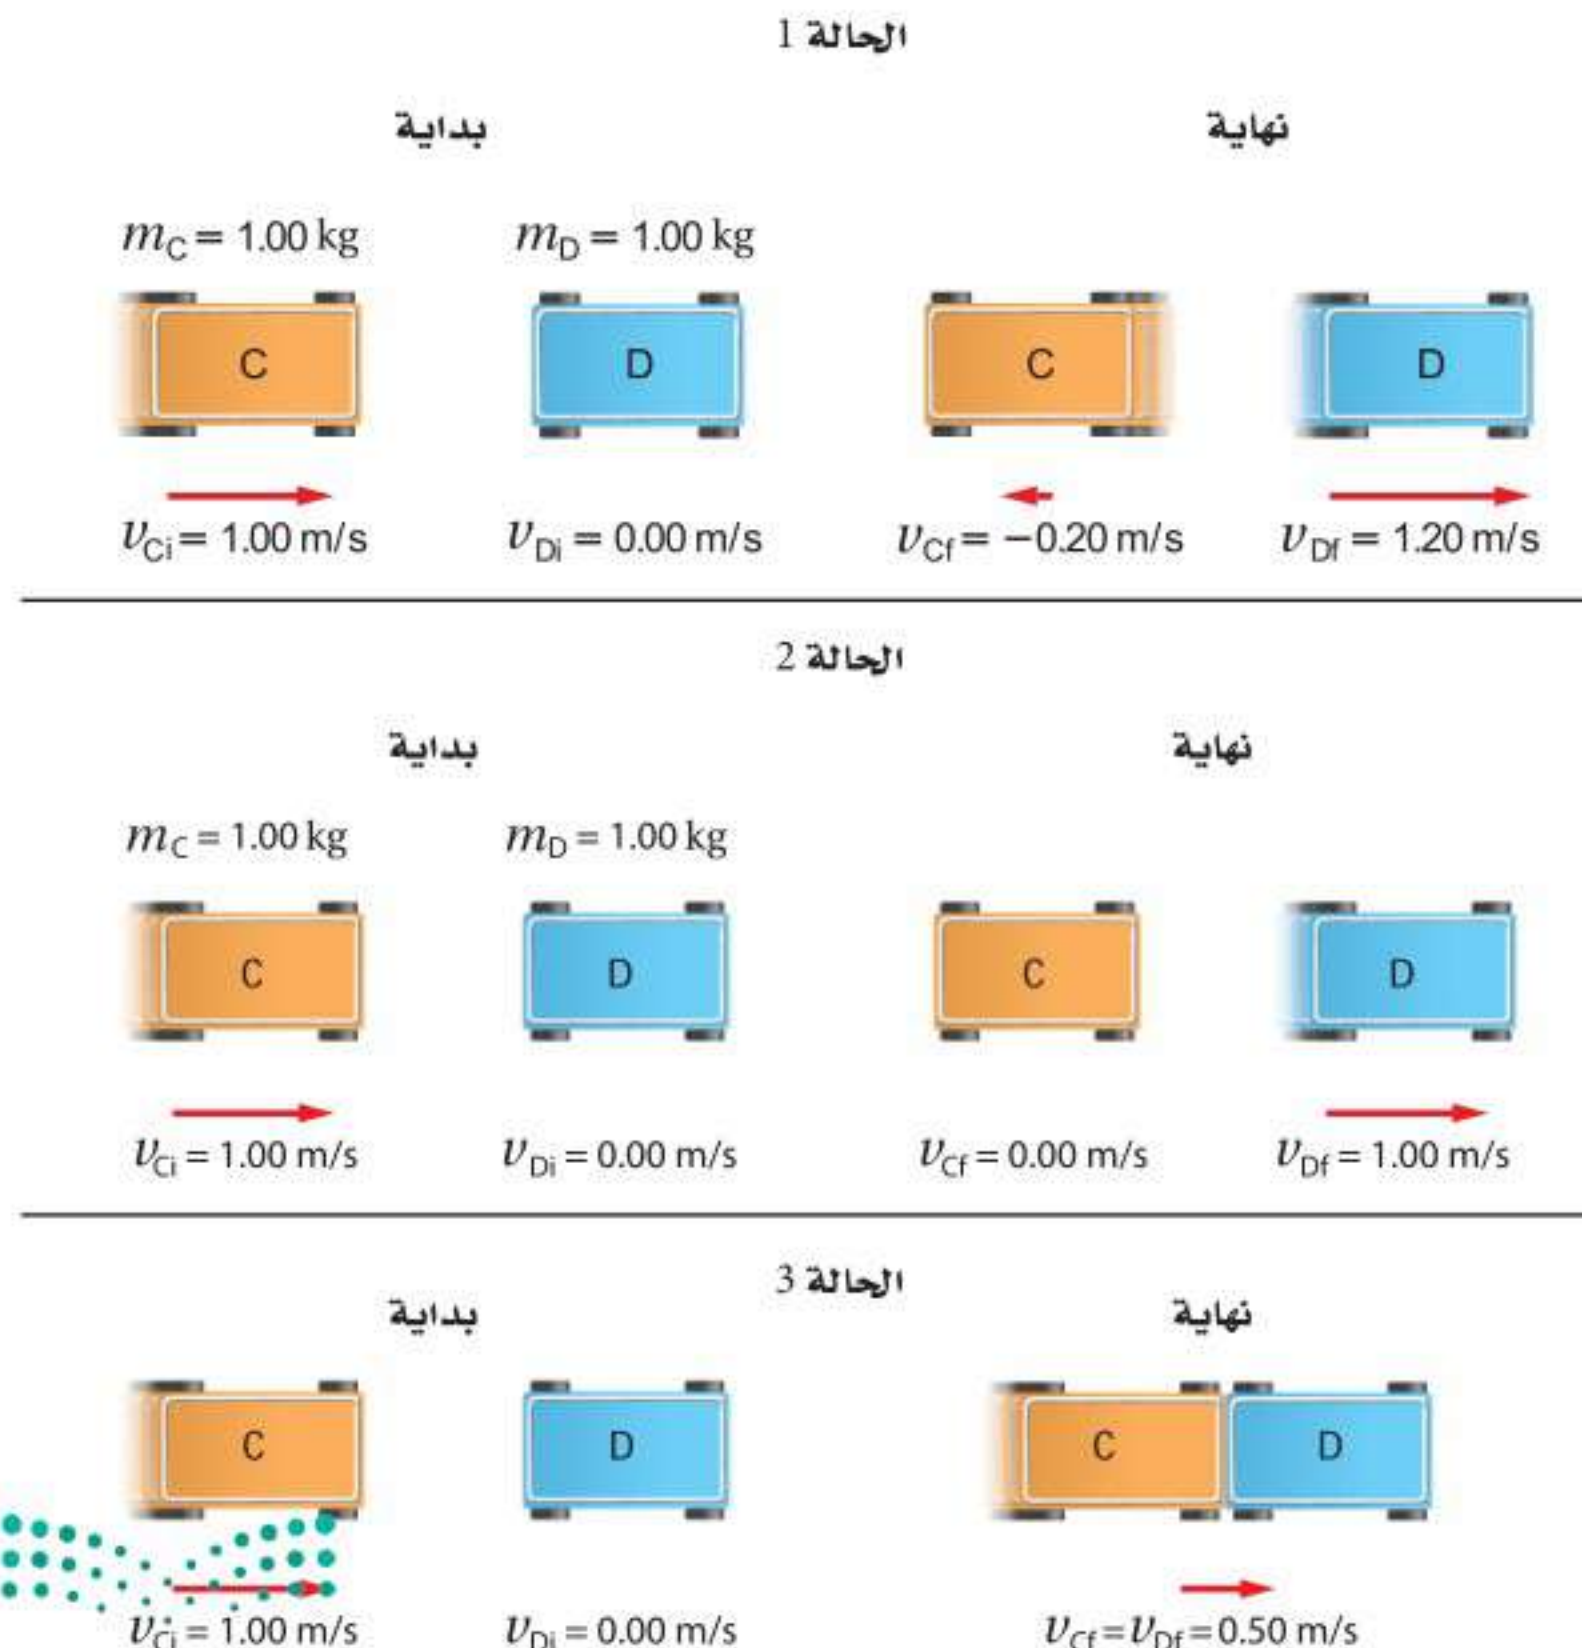 الحالة 1
بداية نهاية
m_C = 1.00 kg m_D = 1.00 kg
C D C D
v_Ci = 1.00 m/s v_Di = 0.00 m/s v_Cf = −0.20 m/s v_Df = 1.20 m/s
الحالة 2
بداية نهاية
m_C = 1.00 kg m_D = 1.00 kg
C D C D
v_Ci = 1.00 m/s v_Di = 0.00 m/s v_Cf = 0.00 m/s v_Df = 1.00 m/s
الحالة 3
بداية نهاية
C D C D
v_Ci = 1.00 m/s v_Di = 0.00 m/s v_Cf = v_Df = 0.50 m/s